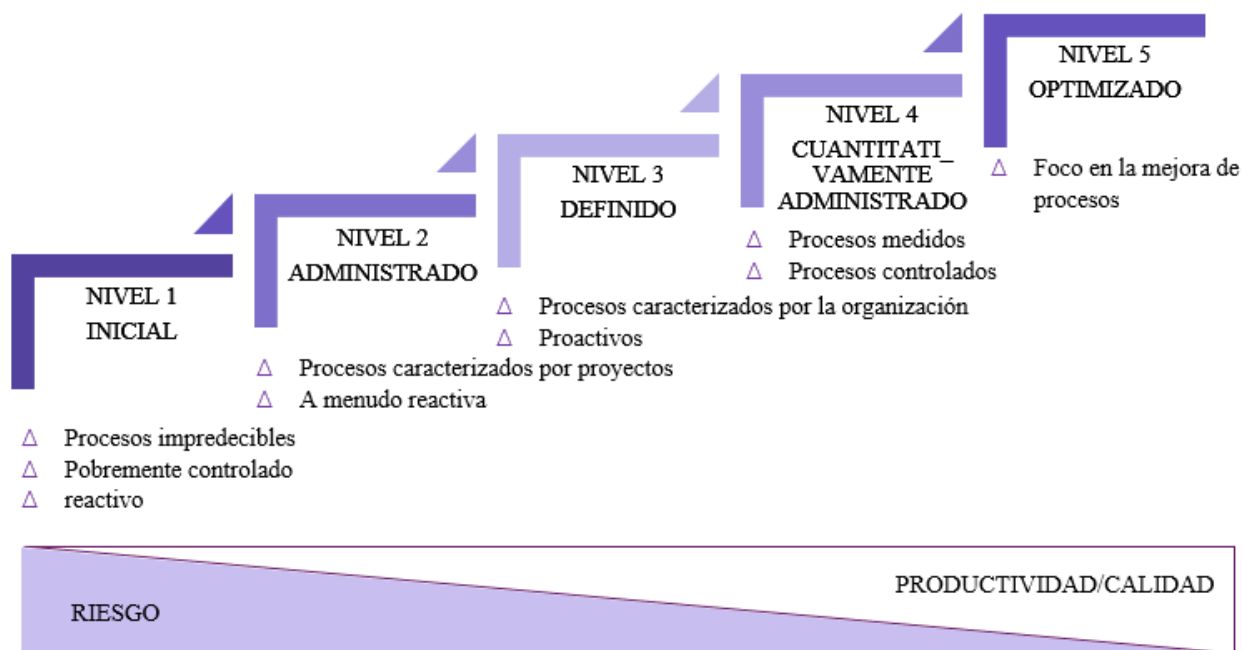 NIVEL 1
INICIAL
Δ Procesos impredecibles
Δ Pobremente controlado
Δ reactivo
NIVEL 2
ADMINISTRADO
Δ Procesos caracterizados por proyectos
Δ A menudo reactiva
NIVEL 3
DEFINIDO
Δ Procesos caracterizados por la organización
Δ Proactivos
NIVEL 4
CUANTITATI_
VAMENTE
ADMINISTRADO
Δ Procesos medidos
Δ Procesos controlados
NIVEL 5
OPTIMIZADO
Δ Foco en la mejora de
procesos
RIESGO
PRODUCTIVIDAD/CALIDAD